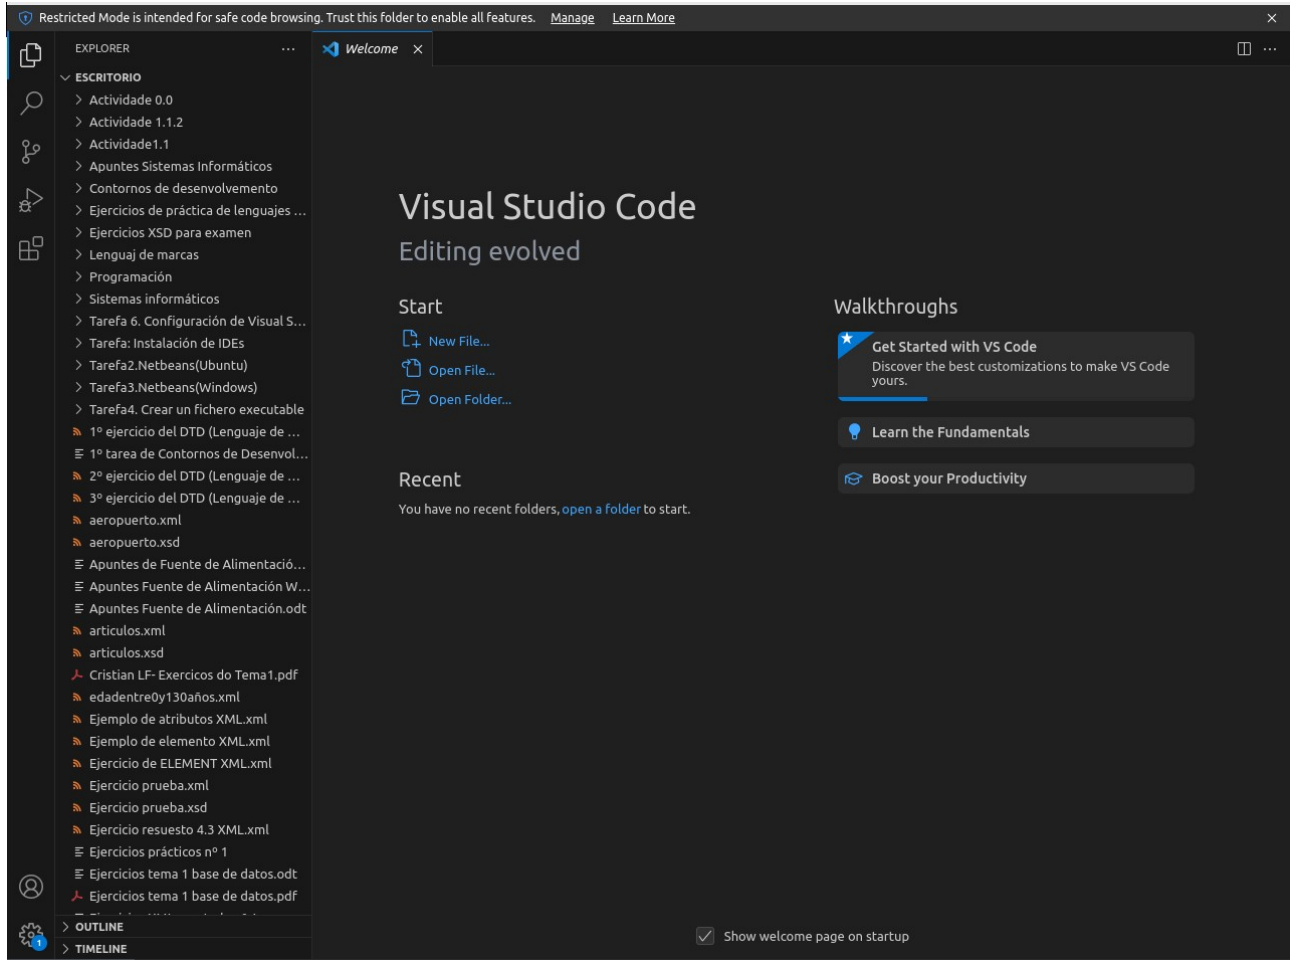 Restricted Mode is intended for safe code browsing. Trust this folder to enable all features. Manage Learn More
EXPLORER
ESCRITORIO
Actividade 0.0
Actividade 1.1.2
Actividade1.1
Apuntes Sistemas Informáticos
Contornos de desenvolvemento
Ejercicios de práctica de lenguajes ...
Ejercicios XSD para examen
Lenguaj de marcas
Programación
Sistemas informáticos
Tarefa 6. Configuración de Visual S...
Tarefa: Instalación de IDEs
Tarefa2.Netbeans(Ubuntu)
Tarefa3.Netbeans(Windows)
Tarefa4. Crear un fichero executable
1º ejercicio del DTD (Lenguaje de ...
1º tarea de Contornos de Desenvol...
2º ejercicio del DTD (Lenguaje de ...
3º ejercicio del DTD (Lenguaje de ...
aeropuerto.xml
aeropuerto.xsd
Apuntes de Fuente de Alimentació...
Apuntes Fuente de Alimentación W...
Apuntes Fuente de Alimentación.odt
articulos.xml
articulos.xsd
Cristian LF- Exercicos do Tema1.pdf
edadentre0y130años.xml
Ejemplo de atributos XML.xml
Ejemplo de elemento XML.xml
Ejercicio de ELEMENT XML.xml
Ejercicio prueba.xml
Ejercicio prueba.xsd
Ejercicio resuesto 4.3 XML.xml
Ejercicios prácticos nº 1
Ejercicios tema 1 base de datos.odt
Ejercicios tema 1 base de datos.pdf
OUTLINE
TIMELINE
1
Welcome
Visual Studio Code
Editing evolved
Start
New File...
Open File...
Open Folder...
Recent
You have no recent folders, open a folder to start.
Walkthroughs
Get Started with VS Code
Discover the best customizations to make VS Code
yours.
Learn the Fundamentals
Boost your Productivity
Show welcome page on startup